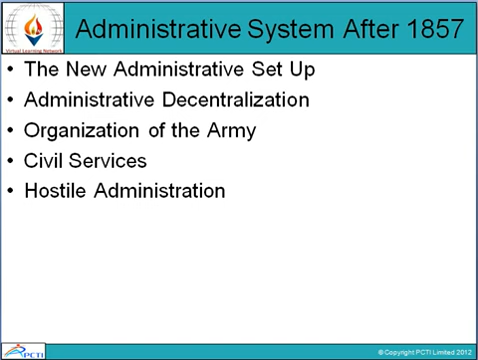 Administrative System After 1857
Virtual Learning Network
• The New Administrative Set Up
• Administrative Decentralization
• Organization of the Army
• Civil Services
• Hostile Administration
PCTI
©Copyright PCTI Limited 2012